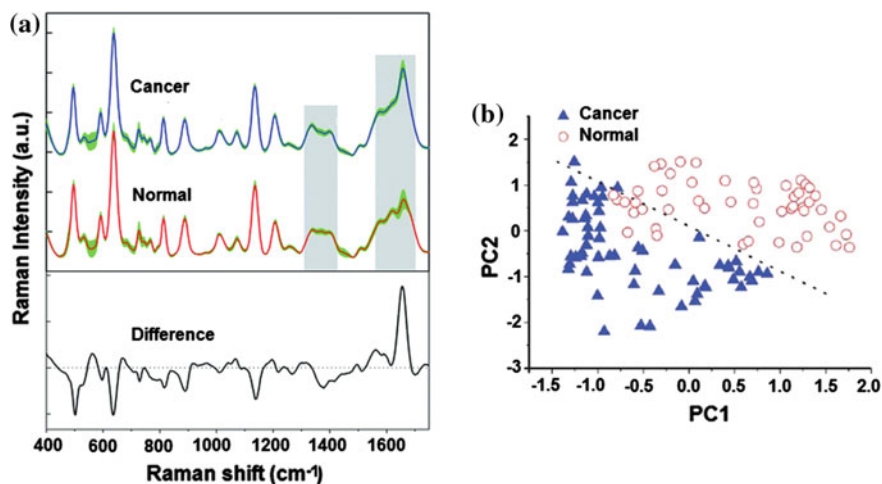 (a)
Cancer
Normal
Difference
Raman Intensity (a.u.)
400 600 800 1000 1200 1400 1600
Raman shift (cm-1)
(b)
Cancer
Normal
2
1
0
-1
-2
-3
PC2
-1.5 -1.0 -0.5 0.0 0.5 1.0 1.5 2.0
PC1